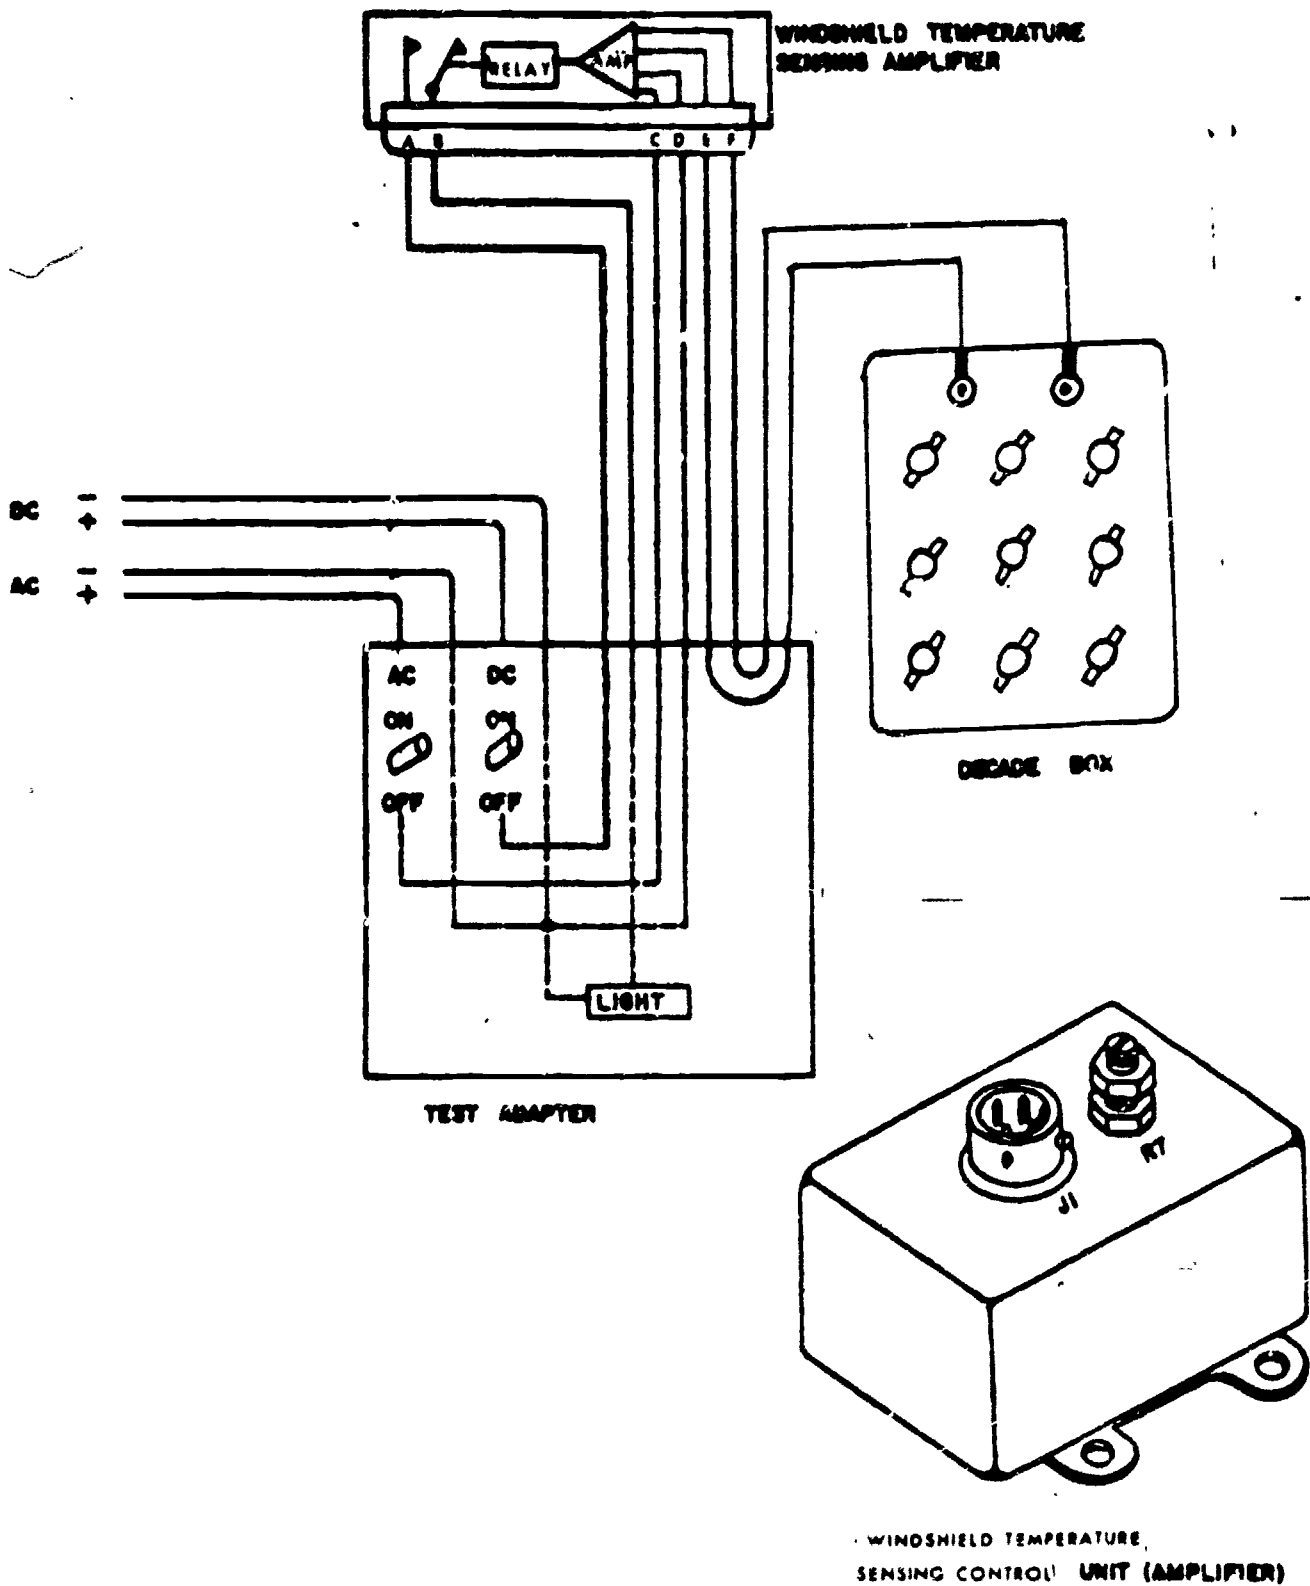 WINDSHIELD TEMPERATURE
SENSING AMPLIFIER
RELAY
AMP
A B C D E F
DC - +
AC - +
AC DC
ON ON
OFF OFF
LIGHT
TEST ADAPTER
DECADE BOX
RT
J1
WINDSHIELD TEMPERATURE
SENSING CONTROL UNIT (AMPLIFIER)